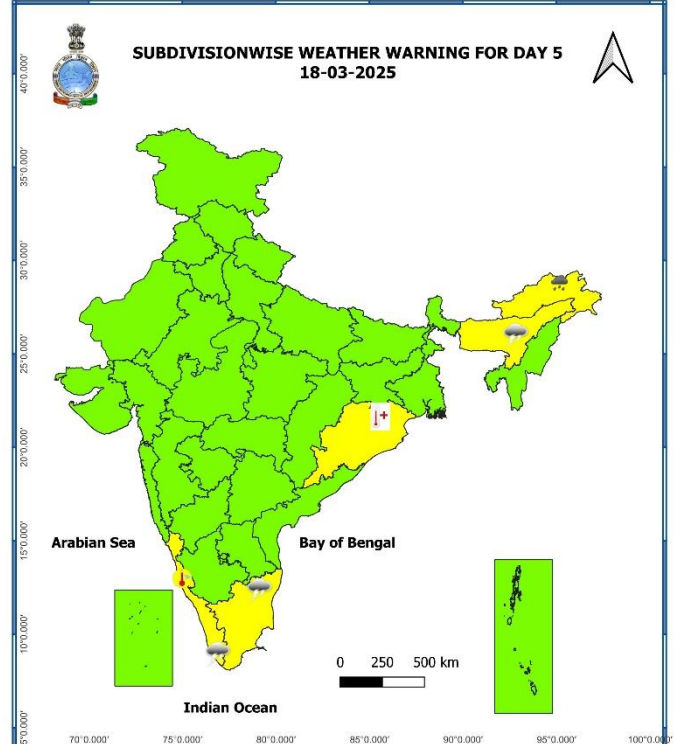 SUBDIVISIONWISE WEATHER WARNING FOR DAY 5
18-03-2025
40°0.000'
35°0.000'
30°0.000'
25°0.000'
20°0.000'
Arabian Sea
Bay of Bengal
15°0.000'
10°0.000'
0 250 500 km
Indian Ocean
5°0.000'
70°0.000' 75°0.000' 80°0.000' 85°0.000' 90°0.000' 95°0.000' 100°0.000'